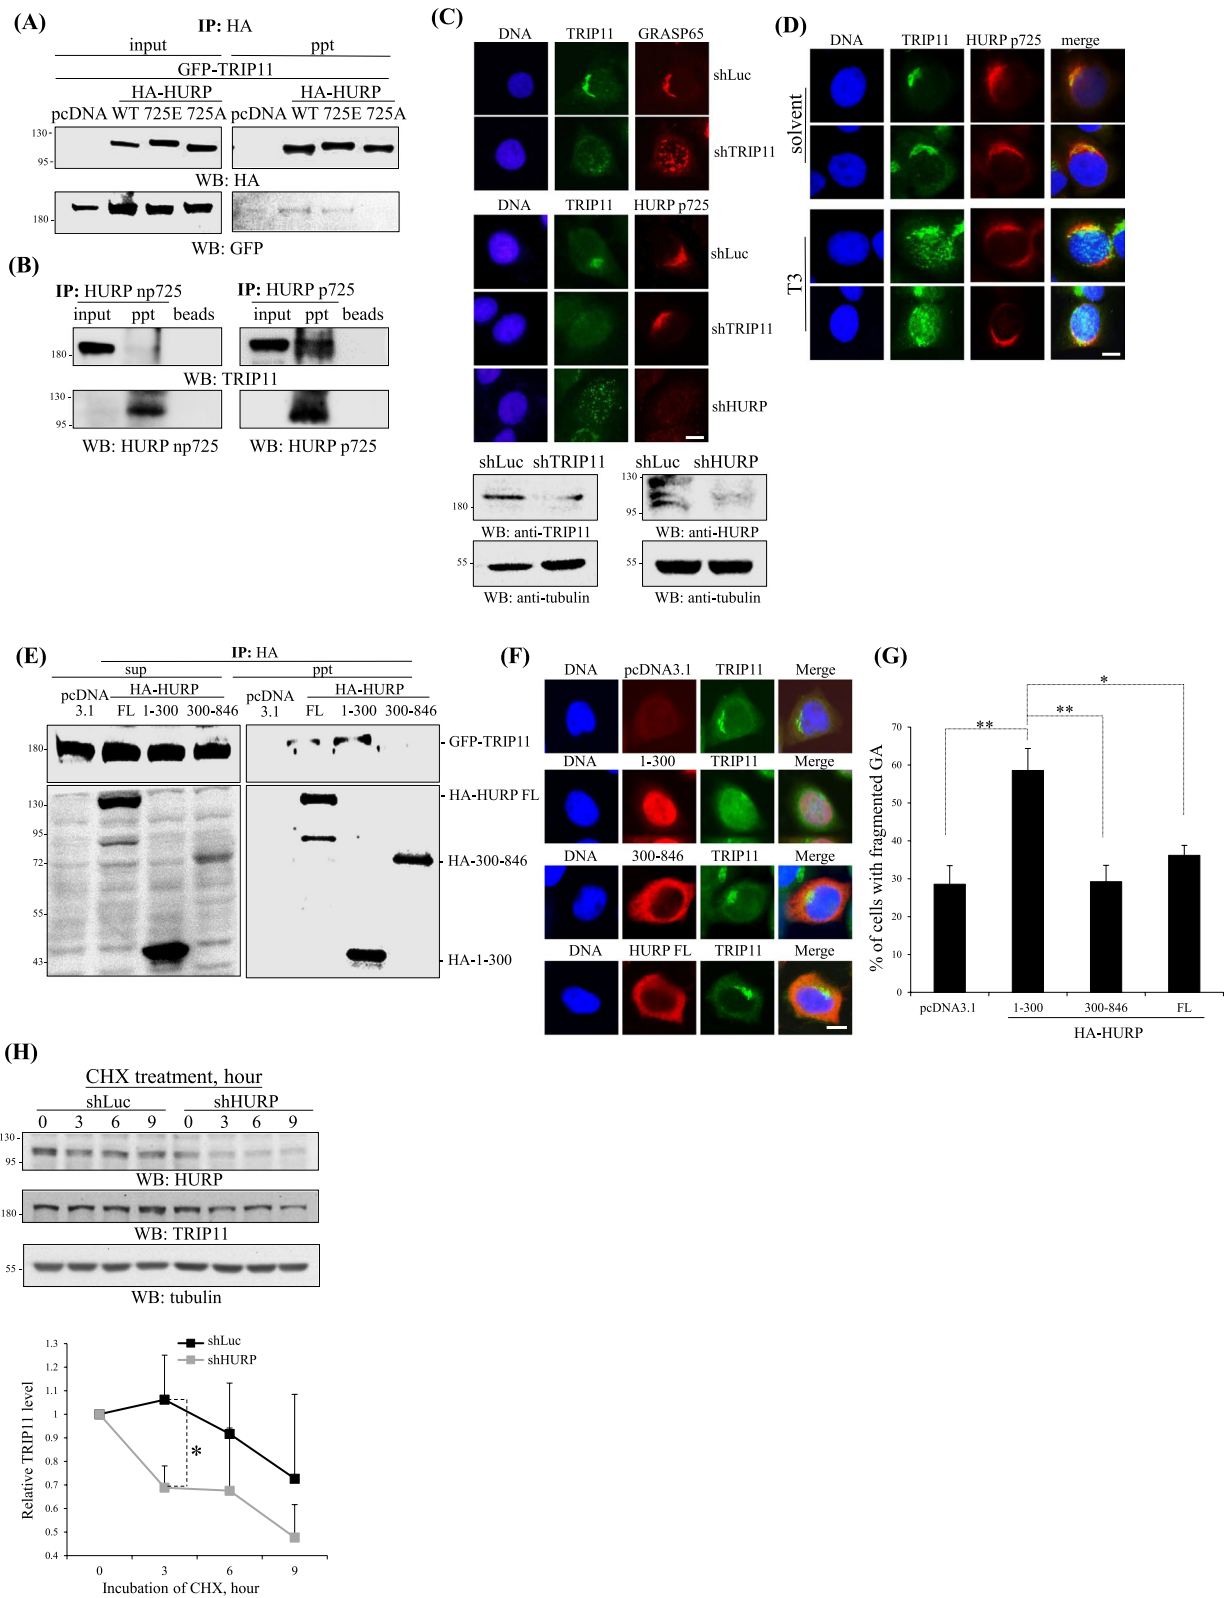 (A)
IP: HA
input ppt
GFP-TRIP11
HA-HURP HA-HURP
pcDNA WT 725E 725A pcDNA WT 725E 725A
130
95
WB: HA
180
WB: GFP
(B)
IP: HURP np725 IP: HURP p725
input ppt beads input ppt beads
180
WB: TRIP11
130
95
WB: HURP np725 WB: HURP p725
(C)
DNA TRIP11 GRASP65
shLuc
shTRIP11
DNA TRIP11 HURP p725
shLuc
shTRIP11
shHURP
shLuc shTRIP11 shLuc shHURP
180
130
95
WB: anti-TRIP11 WB: anti-HURP
55 55
WB: anti-tubulin WB: anti-tubulin
(D)
DNA TRIP11 HURP p725 merge
solvent
T3
(E)
IP: HA
sup ppt
pcDNA 3.1 HA-HURP pcDNA 3.1 HA-HURP
FL 1-300 300-846 FL 1-300 300-846
180
- GFP-TRIP11
130
- HA-HURP FL
95
72
- HA-300-846
55
43
- HA-1-300
(F)
DNA pcDNA3.1 TRIP11 Merge
DNA 1-300 TRIP11 Merge
DNA 300-846 TRIP11 Merge
DNA HURP FL TRIP11 Merge
(G)
% of cells with fragmented GA
70
60
50
40
30
20
10
0
** ** *
pcDNA3.1 1-300 300-846 FL
HA-HURP
(H)
CHX treatment, hour
shLuc shHURP
0 3 6 9 0 3 6 9
130
95
WB: HURP
180
WB: TRIP11
55
WB: tubulin
shLuc
shHURP
Relative TRIP11 level
1.3
1.2
1.1
1
0.9
0.8
0.7
0.6
0.5
0.4
*
0 3 6 9
Incubation of CHX, hour